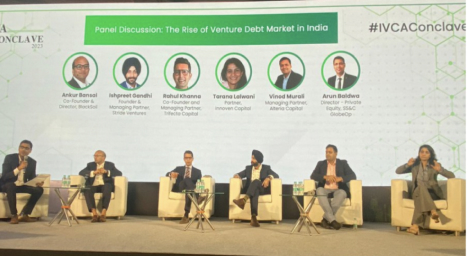 A
CONCLAVE
2022
Panel Discussion: The Rise of Venture Debt Market in India
#IVCAConclave
Ankur Bansal
Co-Founder &
Director, BlackSoil
Ishpreet Gandhi
Founder &
Managing Partner,
Stride Ventures
Rahul Khanna
Co-Founder and
Managing Partner,
Trifecta Capital
Tarana Lalwani
Partner,
Innoven Capital
Vinod Murali
Managing Partner,
Alteria Capital
Arun Baldwa
Director - Private
Equity, SS&C
GlobeOp